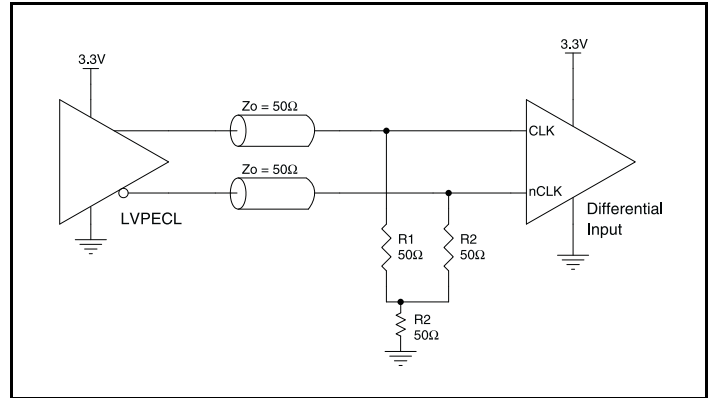 3.3V
3.3V
Zo = 50Ω
CLK
Zo = 50Ω
nCLK
LVPECL
Differential
Input
R1
50Ω
R2
50Ω
R2
50Ω